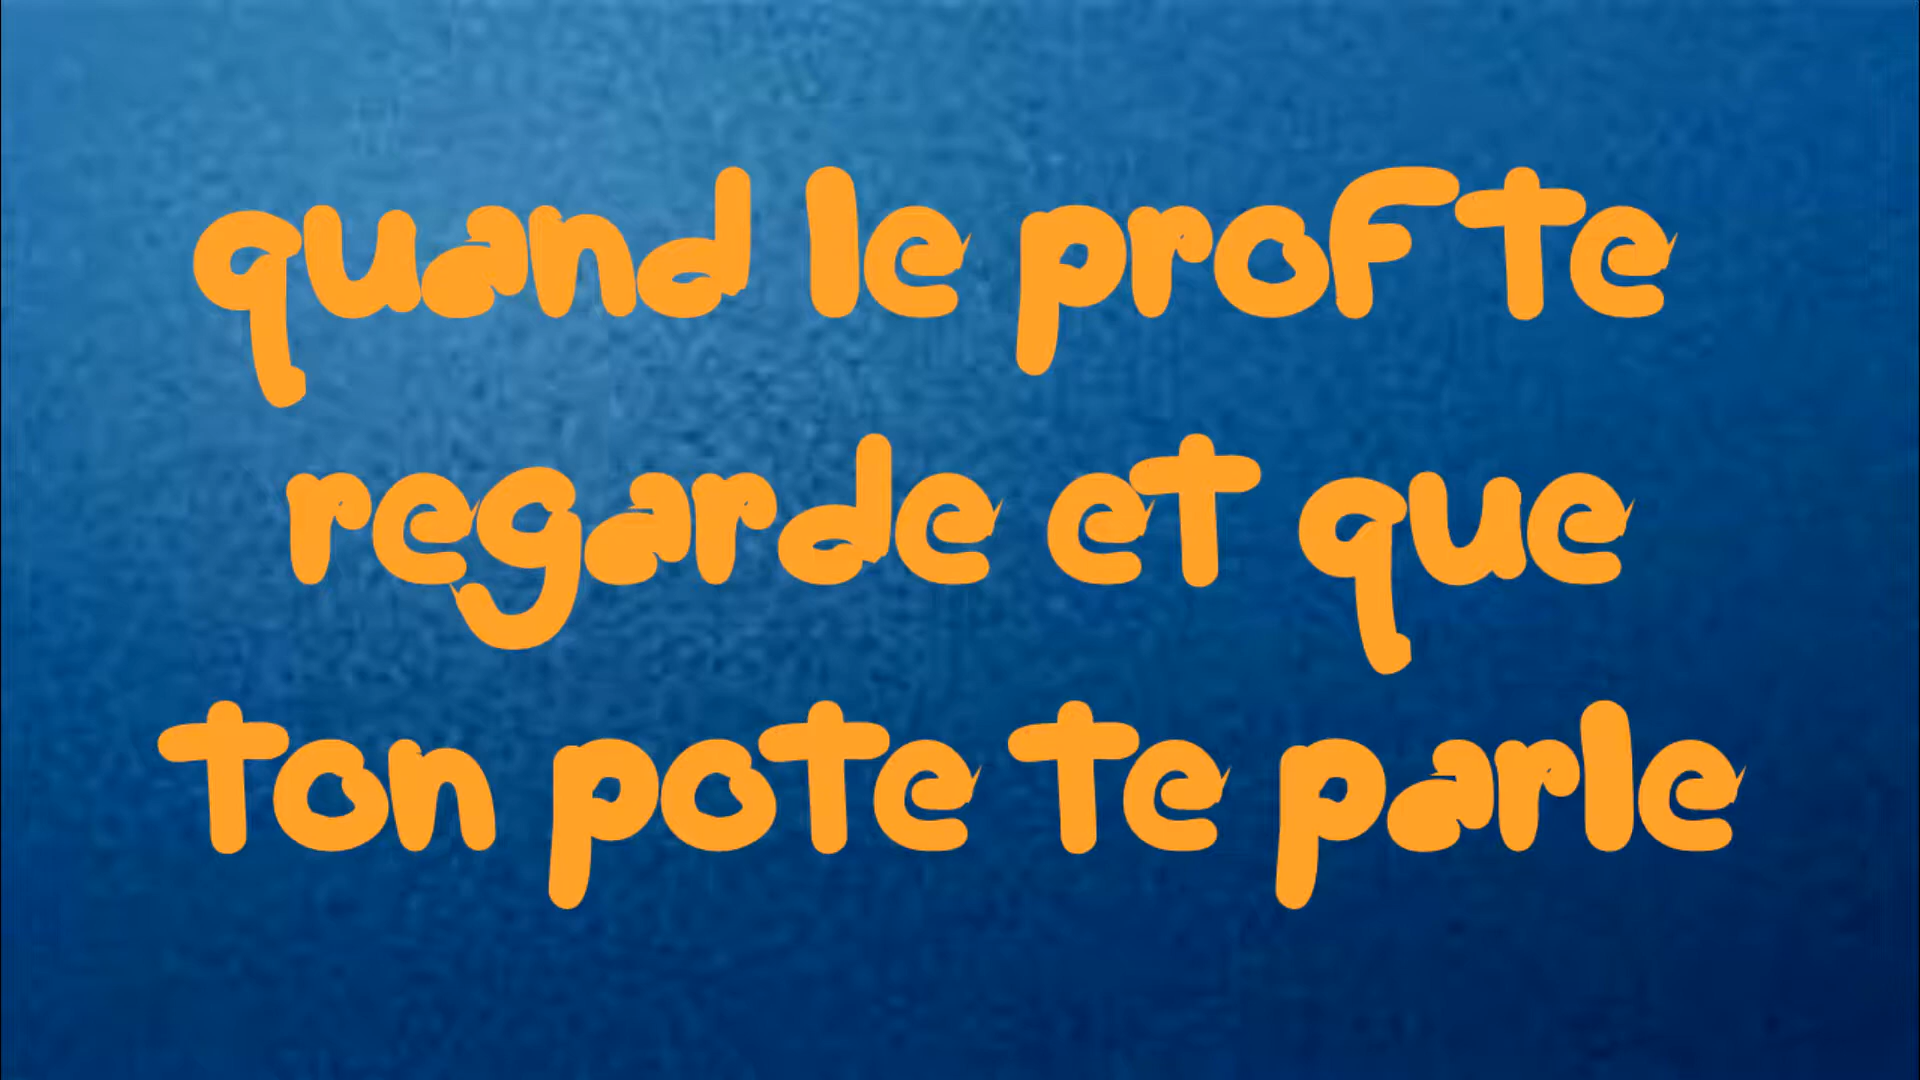 quand le prof te
regarde et que
ton pote te parle